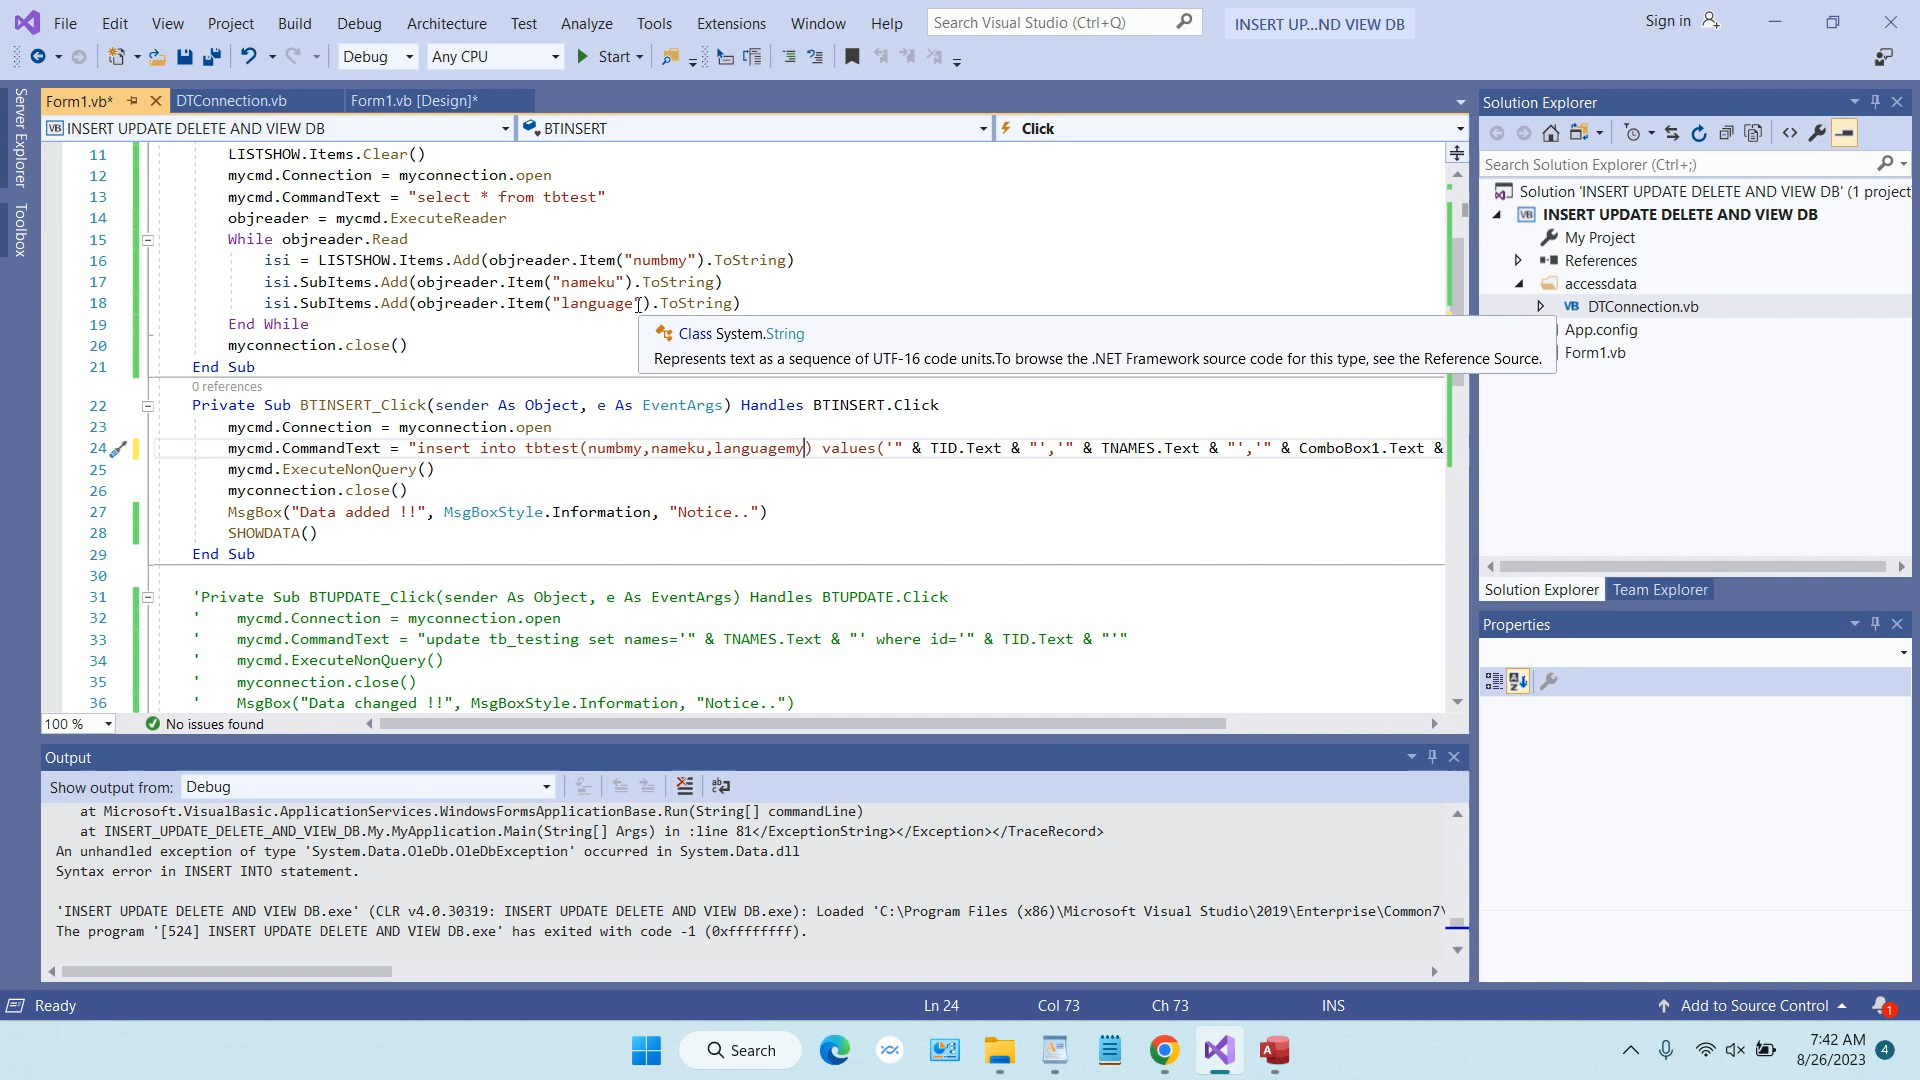 File Edit View Project Build Debug Architecture Test Analyze Tools Extensions Window Help Search Visual Studio (Ctrl+Q) INSERT UP...ND VIEW DB Sign in
Debug Any CPU Start
Server Explorer
Toolbox
Form1.vb* DTConnection.vb Form1.vb [Design]*
VB INSERT UPDATE DELETE AND VIEW DB BTINSERT Click
11 LISTSHOW.Items.Clear()
12 mycmd.Connection = myconnection.open
13 mycmd.CommandText = "select * from tbtest"
14 objreader = mycmd.ExecuteReader
15 While objreader.Read
16 isi = LISTSHOW.Items.Add(objreader.Item("numbmy").ToString)
17 isi.SubItems.Add(objreader.Item("nameku").ToString)
18 isi.SubItems.Add(objreader.Item("language").ToString)
19 End While
20 myconnection.close()
21 End Sub
Class System.String
Represents text as a sequence of UTF-16 code units.To browse the .NET Framework source code for this type, see the Reference Source.
0 references
22 Private Sub BTINSERT_Click(sender As Object, e As EventArgs) Handles BTINSERT.Click
23 mycmd.Connection = myconnection.open
24 mycmd.CommandText = "insert into tbtest(numbmy,nameku,languagemy) values('" & TID.Text & "','" & TNAMES.Text & "','" & ComboBox1.Text &
25 mycmd.ExecuteNonQuery()
26 myconnection.close()
27 MsgBox("Data added !!", MsgBoxStyle.Information, "Notice..")
28 SHOWDATA()
29 End Sub
30
31 'Private Sub BTUPDATE_Click(sender As Object, e As EventArgs) Handles BTUPDATE.Click
32 ' mycmd.Connection = myconnection.open
33 ' mycmd.CommandText = "update tb_testing set names='" & TNAMES.Text & "' where id='" & TID.Text & "'"
34 ' mycmd.ExecuteNonQuery()
35 ' myconnection.close()
36 ' MsgBox("Data changed !!", MsgBoxStyle.Information, "Notice..")
100 % No issues found
Output
Show output from: Debug
at Microsoft.VisualBasic.ApplicationServices.WindowsFormsApplicationBase.Run(String[] commandLine)
at INSERT_UPDATE_DELETE_AND_VIEW_DB.My.MyApplication.Main(String[] Args) in :line 81</ExceptionString></Exception></TraceRecord>
An unhandled exception of type 'System.Data.OleDb.OleDbException' occurred in System.Data.dll
Syntax error in INSERT INTO statement.
'INSERT UPDATE DELETE AND VIEW DB.exe' (CLR v4.0.30319: INSERT UPDATE DELETE AND VIEW DB.exe): Loaded 'C:\Program Files (x86)\Microsoft Visual Studio\2019\Enterprise\Common7\
The program '[524] INSERT UPDATE DELETE AND VIEW DB.exe' has exited with code -1 (0xffffffff).
Solution Explorer
Search Solution Explorer (Ctrl+;)
Solution 'INSERT UPDATE DELETE AND VIEW DB' (1 project
VB INSERT UPDATE DELETE AND VIEW DB
My Project
References
accessdata
VB DTConnection.vb
App.config
Form1.vb
Solution Explorer Team Explorer
Properties
Ready Ln 24 Col 73 Ch 73 INS Add to Source Control 1
Search
7:42 AM
8/26/2023
4